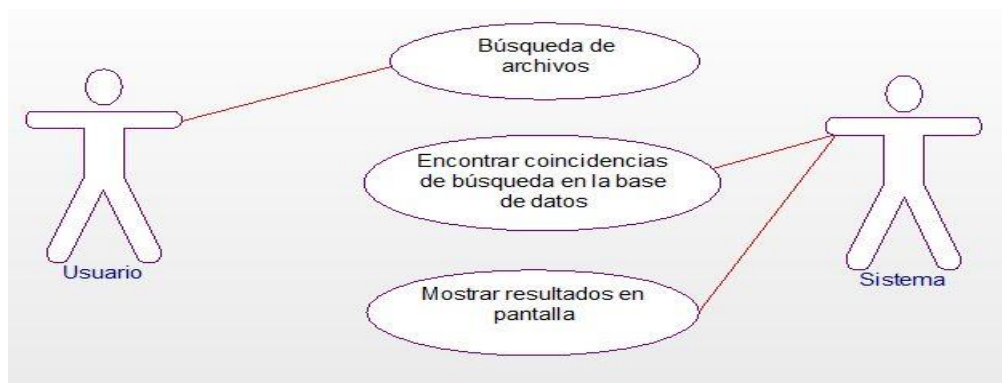 Búsqueda de
archivos
Encontrar coincidencias
de búsqueda en la base
de datos
Usuario
Sistema
Mostrar resultados en
pantalla